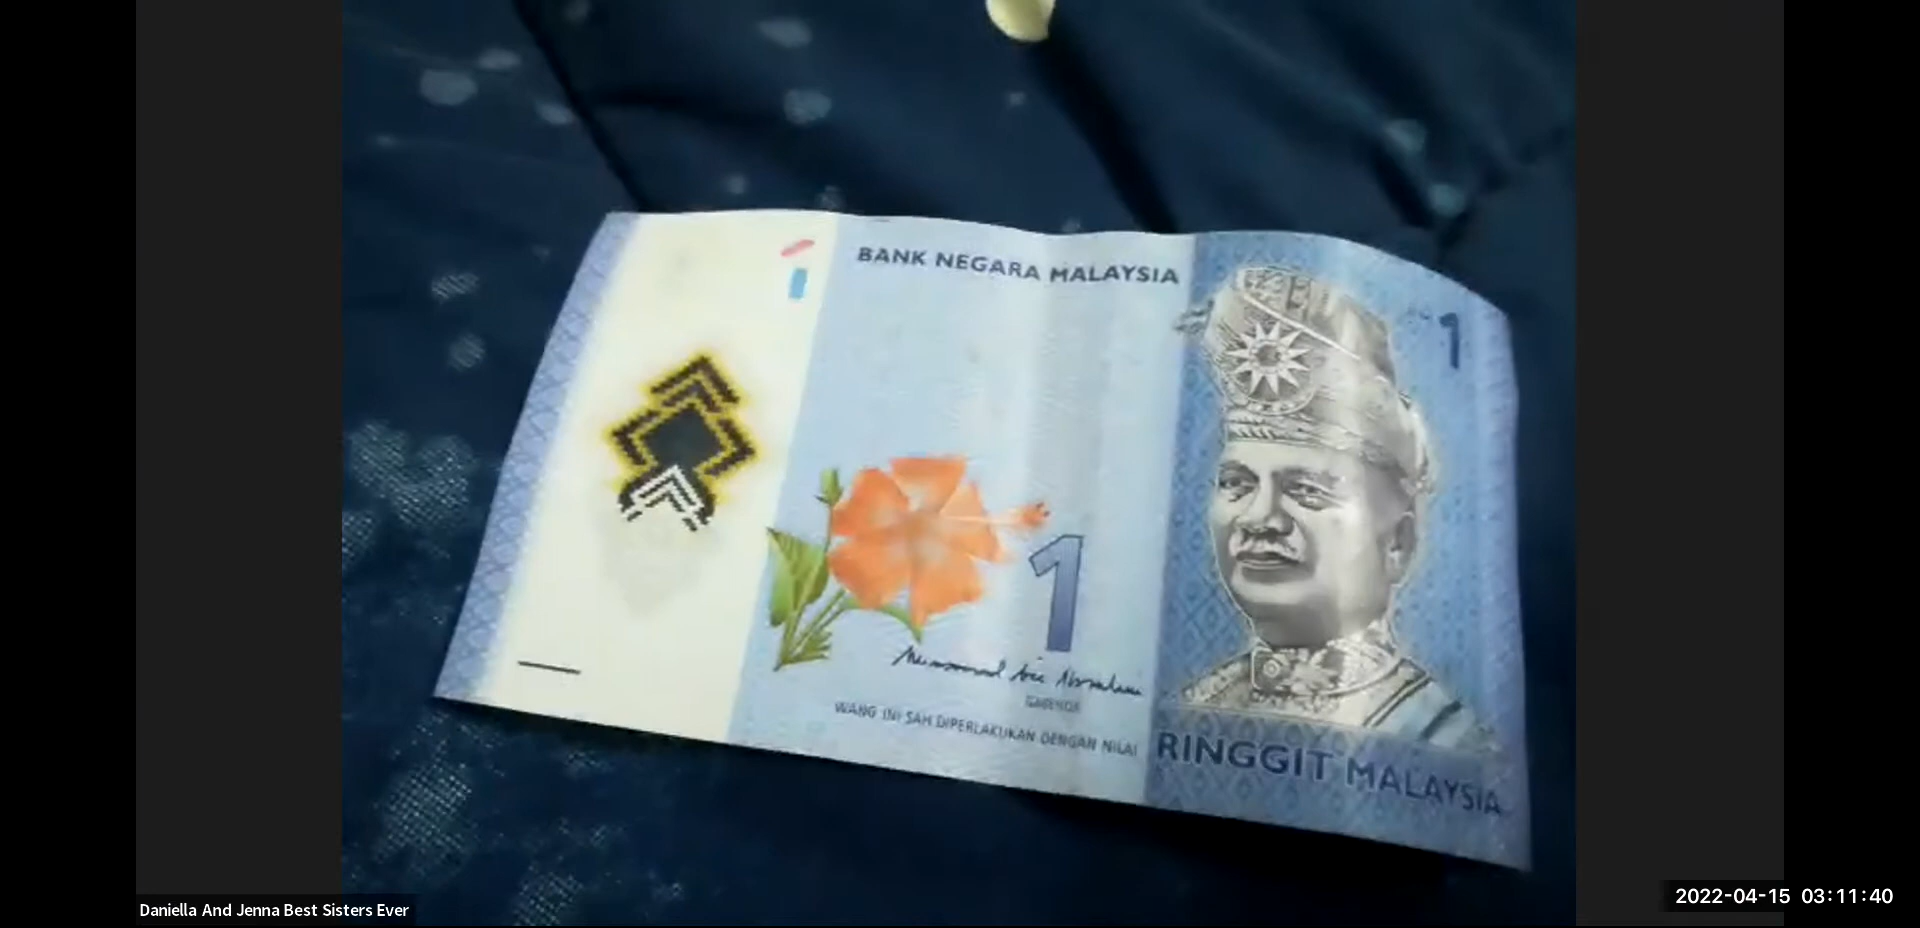 BANK NEGARA MALAYSIA
1
1
GABENOR
WANG INI SAH DIPERLAKUKAN DENGAN NILAI
RINGGIT MALAYSIA
Daniella And Jenna Best Sisters Ever
2022-04-15 03:11:40